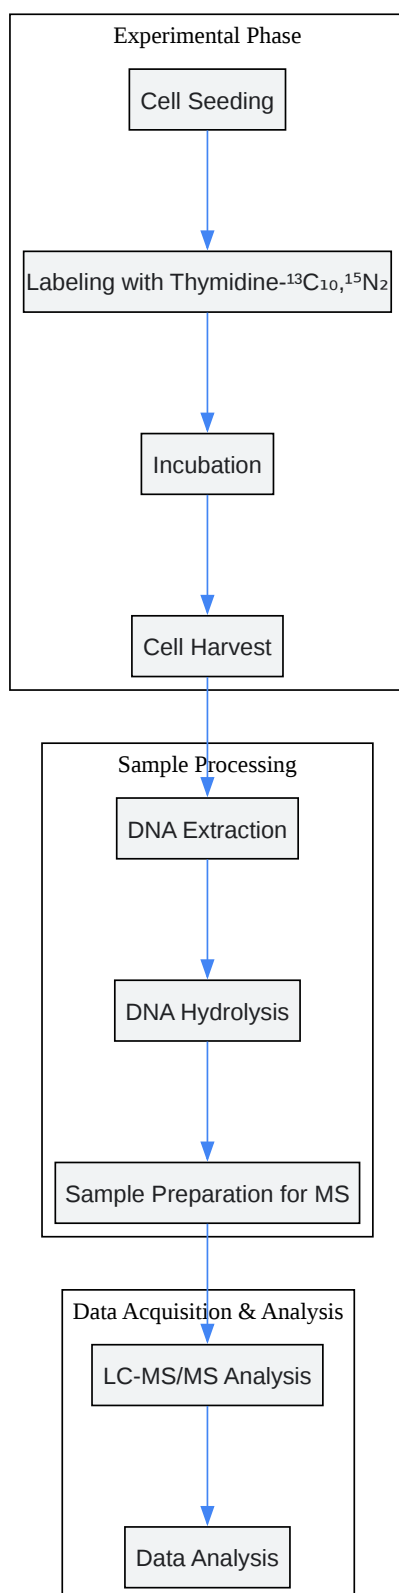 Experimental Phase
Cell Seeding
Labeling with Thymidine-¹³C₁₀,¹⁵N₂
Incubation
Cell Harvest
Sample Processing
DNA Extraction
DNA Hydrolysis
Sample Preparation for MS
Data Acquisition & Analysis
LC-MS/MS Analysis
Data Analysis